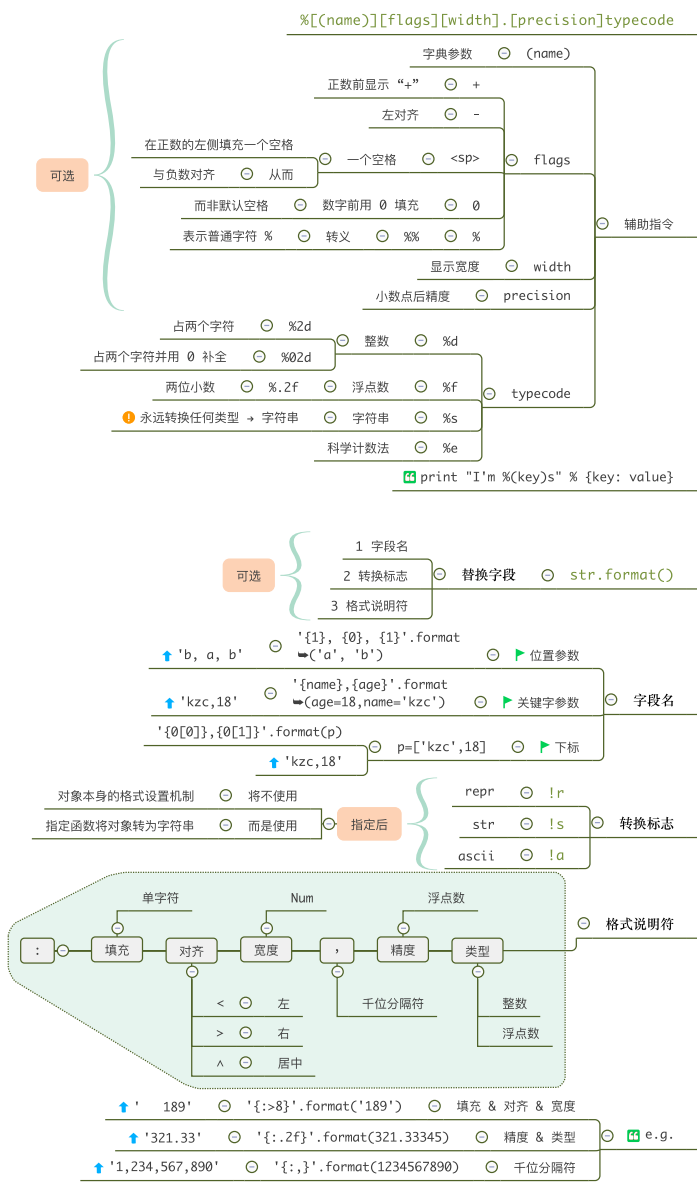 %[(name)][flags][width].[precision]typecode
字典参数 (name)
正数前显示 “+” +
左对齐 -
在正数的左侧填充一个空格
一个空格 <sp> flags
可选
与负数对齐 从而
而非默认空格 数字前用 0 填充 0
辅助指令
表示普通字符 % 转义 %% %
显示宽度 width
小数点后精度 precision
占两个字符 %2d
整数 %d
占两个字符并用 0 补全 %02d
两位小数 %.2f 浮点数 %f
typecode
永远转换任何类型 → 字符串 字符串 %s
科学计数法 %e
print "I'm %(key)s" % {key: value}
1 字段名
可选 2 转换标志 替换字段 str.format()
3 格式说明符
'{1}, {0}, {1}'.format
'b, a, b' ➥('a', 'b') 位置参数
'{name},{age}'.format
'kzc,18' ➥(age=18,name='kzc') 关键字参数 字段名
'{0[0]},{0[1]}'.format(p)
p=['kzc',18] 下标
'kzc,18'
repr !r
对象本身的格式设置机制 将不使用
指定后 str !s 转换标志
指定函数将对象转为字符串 而是使用
ascii !a
单字符 Num 浮点数
格式说明符
: 填充 对齐 宽度 , 精度 类型
< 左 千位分隔符 整数
> 右 浮点数
^ 居中
'   189' '{:>8}'.format('189') 填充 & 对齐 & 宽度
'321.33' '{:.2f}'.format(321.33345) 精度 & 类型 e.g.
'1,234,567,890' '{:,}'.format(1234567890) 千位分隔符